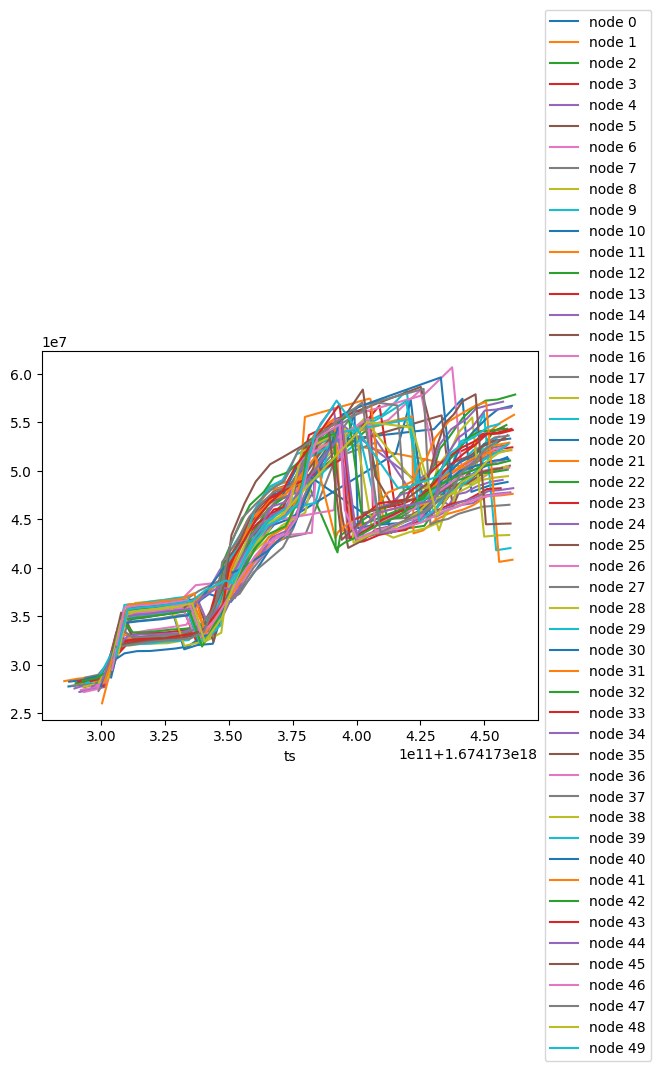 1e7
6.0
5.5
5.0
4.5
4.0
3.5
3.0
2.5
3.00 3.25 3.50 3.75 4.00 4.25 4.50
ts
1e11+1.674173e18
node 0
node 1
node 2
node 3
node 4
node 5
node 6
node 7
node 8
node 9
node 10
node 11
node 12
node 13
node 14
node 15
node 16
node 17
node 18
node 19
node 20
node 21
node 22
node 23
node 24
node 25
node 26
node 27
node 28
node 29
node 30
node 31
node 32
node 33
node 34
node 35
node 36
node 37
node 38
node 39
node 40
node 41
node 42
node 43
node 44
node 45
node 46
node 47
node 48
node 49